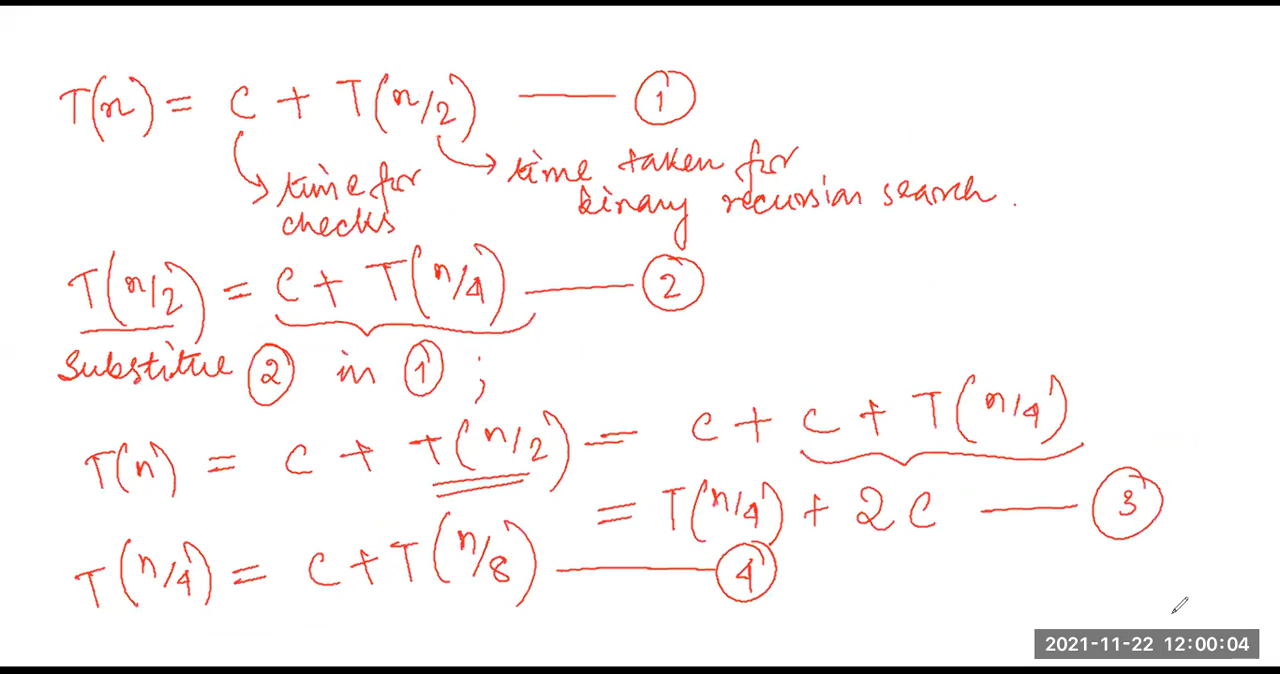 T(n) = C + T(n/2) —— ①
time for checks
time taken for binary recursion search.
T(n/2) = C + T(n/4) —— ②
Substitue ② in ① ;
T(n) = C + T(n/2) = C + C + T(n/4)
= T(n/4) + 2C —— ③
T(n/4) = C + T(n/8) —— ④
2021-11-22 12:00:04